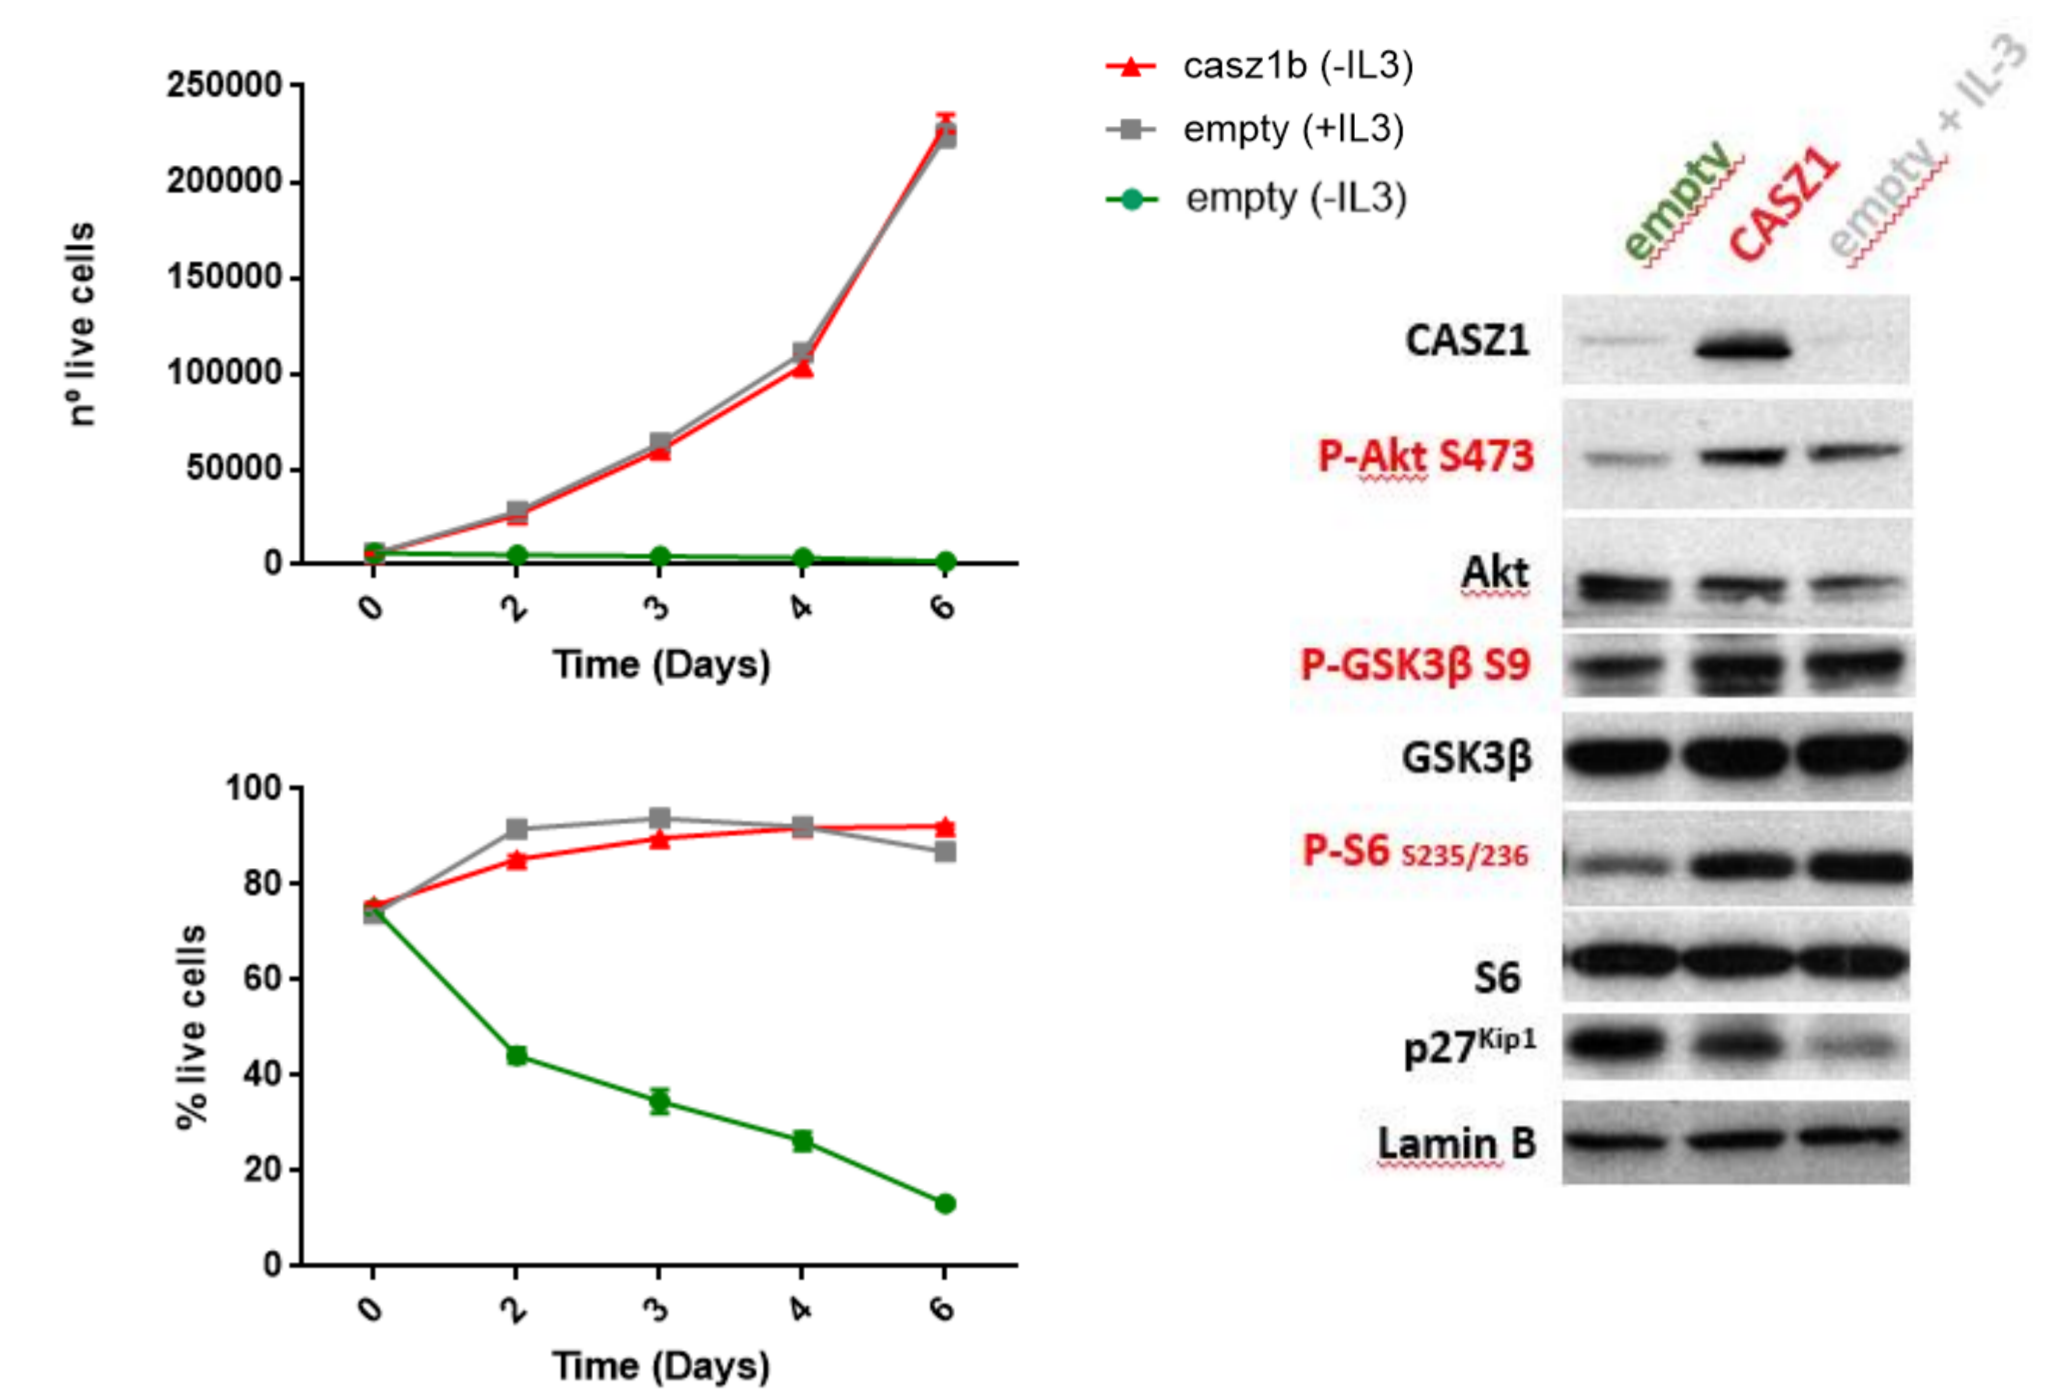 250000
200000
150000
100000
50000
0
nº live cells
0 2 3 4 6
Time (Days)
100
80
60
40
20
0
% live cells
0 2 3 4 6
Time (Days)
casz1b (-IL3)
empty (+IL3)
empty (-IL3)
empty CASZ1 empty + IL-3
CASZ1
P-Akt S473
Akt
P-GSK3β S9
GSK3β
P-S6 S235/236
S6
p27Kip1
Lamin B